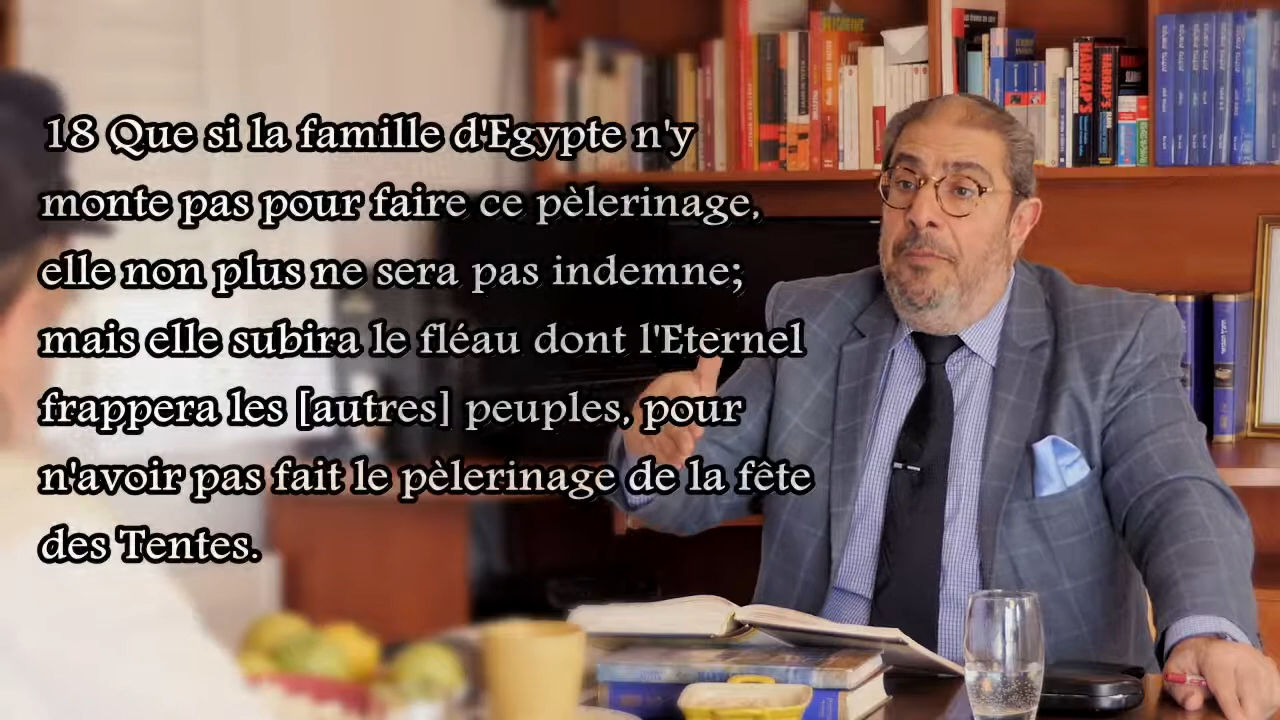 18 Que si la famille d'Egypte n'y
monte pas pour faire ce pèlerinage,
elle non plus ne sera pas indemne;
mais elle subira le fléau dont l'Eternel
frappera les [autres] peuples, pour
n'avoir pas fait le pèlerinage de la fête
des Tentes.
HARRAP'S
HARRAP'S